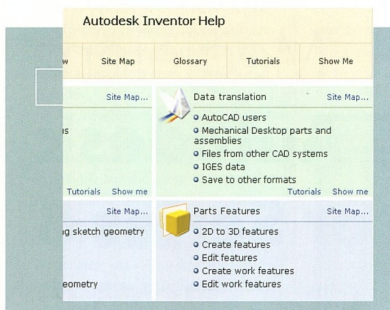 Autodesk Inventor Help
Site Map Glossary Tutorials Show Me
Site Map...
Tutorials Show me
Site Map...
ng sketch geometry
eometry
Data translation Site Map...
AutoCAD users
Mechanical Desktop parts and
assemblies
Files from other CAD systems
IGES data
Save to other formats
Tutorials Show me
Parts Features Site Map...
2D to 3D features
Create features
Edit features
Create work features
Edit work features